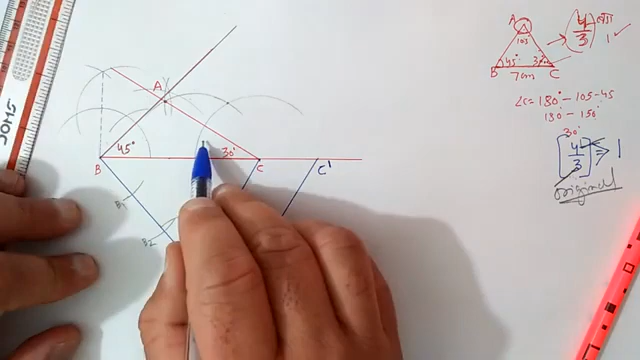 A
45°
30°
B
C
C'
B₁
B₂
A
4
3
1
105
B
45°
30°
C
7cm
∠C = 180° - 105 - 45
180 - 150°
30°
4
3
⇒ 1
original